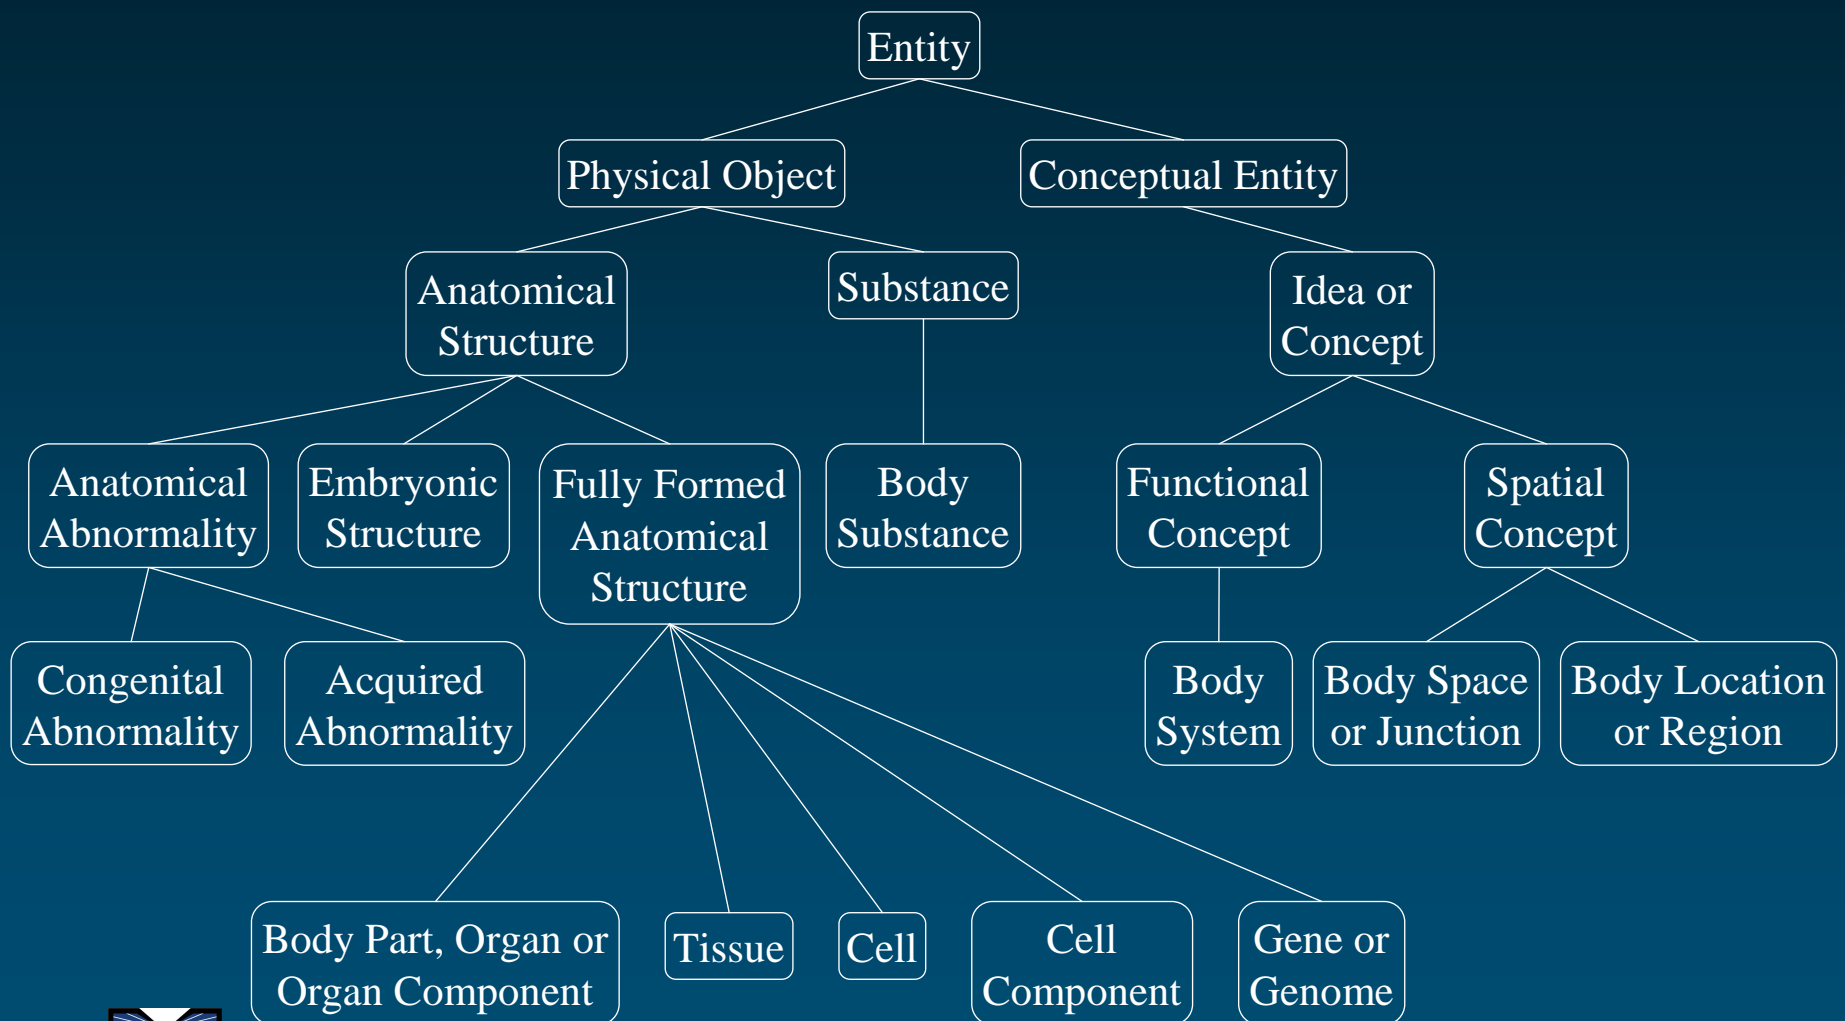 Entity
Physical Object
Conceptual Entity
Anatomical
Structure
Substance
Idea or
Concept
Anatomical
Abnormality
Embryonic
Structure
Fully Formed
Anatomical
Structure
Body
Substance
Functional
Concept
Spatial
Concept
Congenital
Abnormality
Acquired
Abnormality
Body
System
Body Space
or Junction
Body Location
or Region
Body Part, Organ or
Organ Component
Tissue
Cell
Cell
Component
Gene or
Genome